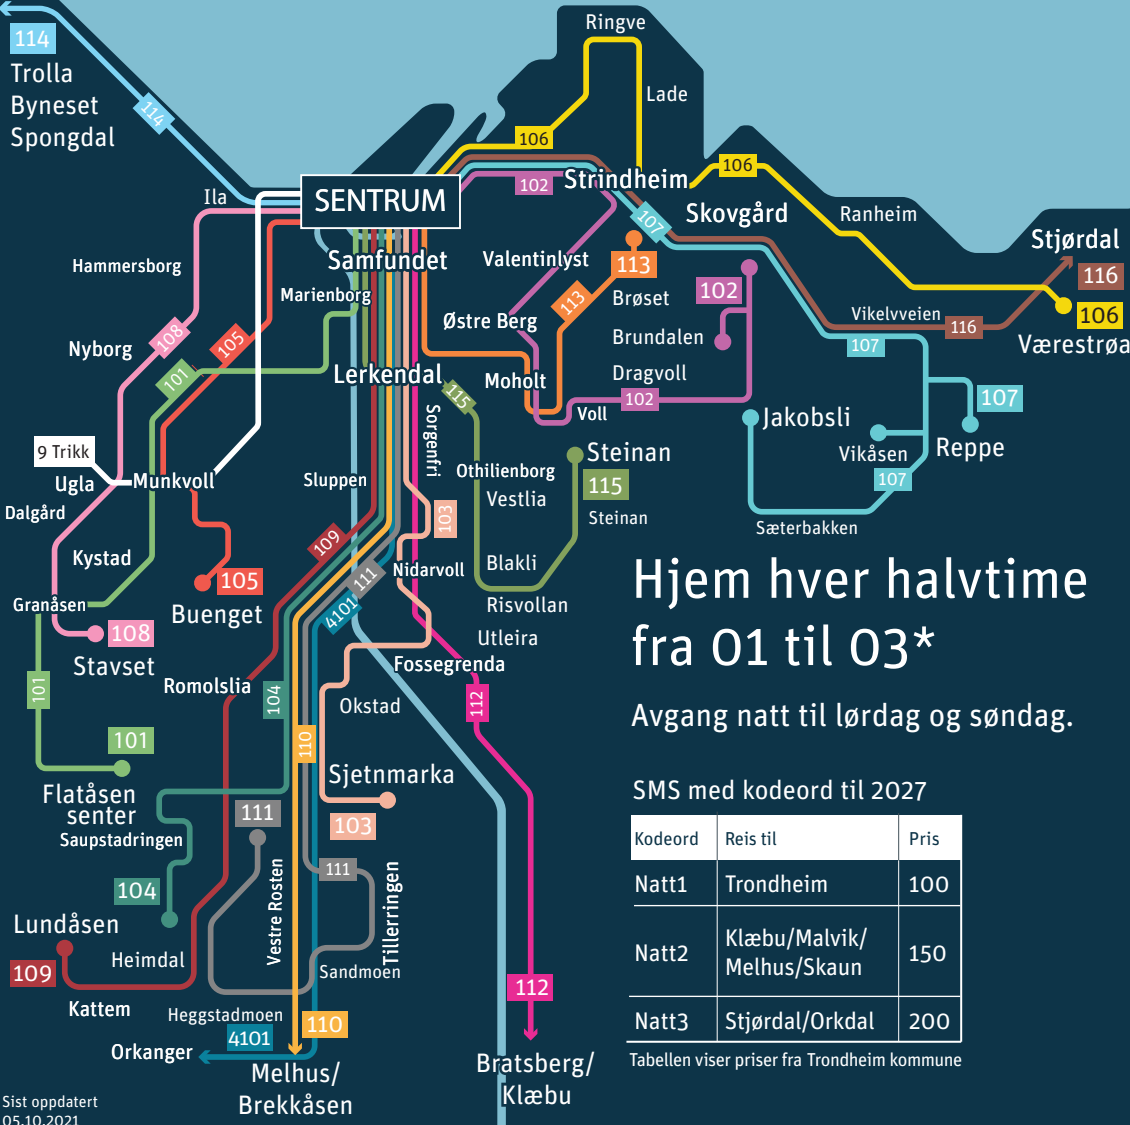 Ringve
114
Trolla
Byneset
Spongdal
114
Lade
106
Strindheim
106
102
Ila
SENTRUM
107
Skovgård
Ranheim
Stjørdal
116
Hammersborg
Samfundet
Valentinlyst
113
Brøset
102
Marienborg
113
106
Værestrøa
Vikelvveien
116
Nyborg
108
105
Østre Berg
Brundalen
107
101
Lerkendal
Moholt
Dragvoll
115
102
Voll
107
Reppe
Jakobsli
Vikåsen
107
Sæterbakken
9 Trikk
Ugla
Munkvoll
Sorgenfri
Sluppen
Othilienborg
Vestlia
Steinan
115
Steinan
Dalgård
103
Kystad
109
111
4101
Nidarvoll
Blakli
Risvollan
Granåsen
105
Buenget
108
Stavset
Utleira
Fossegrenda
Romolslia
104
101
Okstad
112
110
101
Flatåsen
senter
Sjetnmarka
103
111
Saupstadringen
104
111
Vestre Rosten
Tillerringen
Lundåsen
109
Heimdal
Sandmoen
Kattem
Heggstadmoen
112
4101
110
Orkanger
Melhus/
Brekkåsen
Bratsberg/
Klæbu
Hjem hver halvtime
fra 01 til 03*
Avgang natt til lørdag og søndag.
SMS med kodeord til 2027
Kodeord Reis til Pris
Natt1 Trondheim 100
Natt2 Klæbu/Malvik/
Melhus/Skaun 150
Natt3 Stjørdal/Orkdal 200
Tabellen viser priser fra Trondheim kommune
Sist oppdatert
05.10.2021